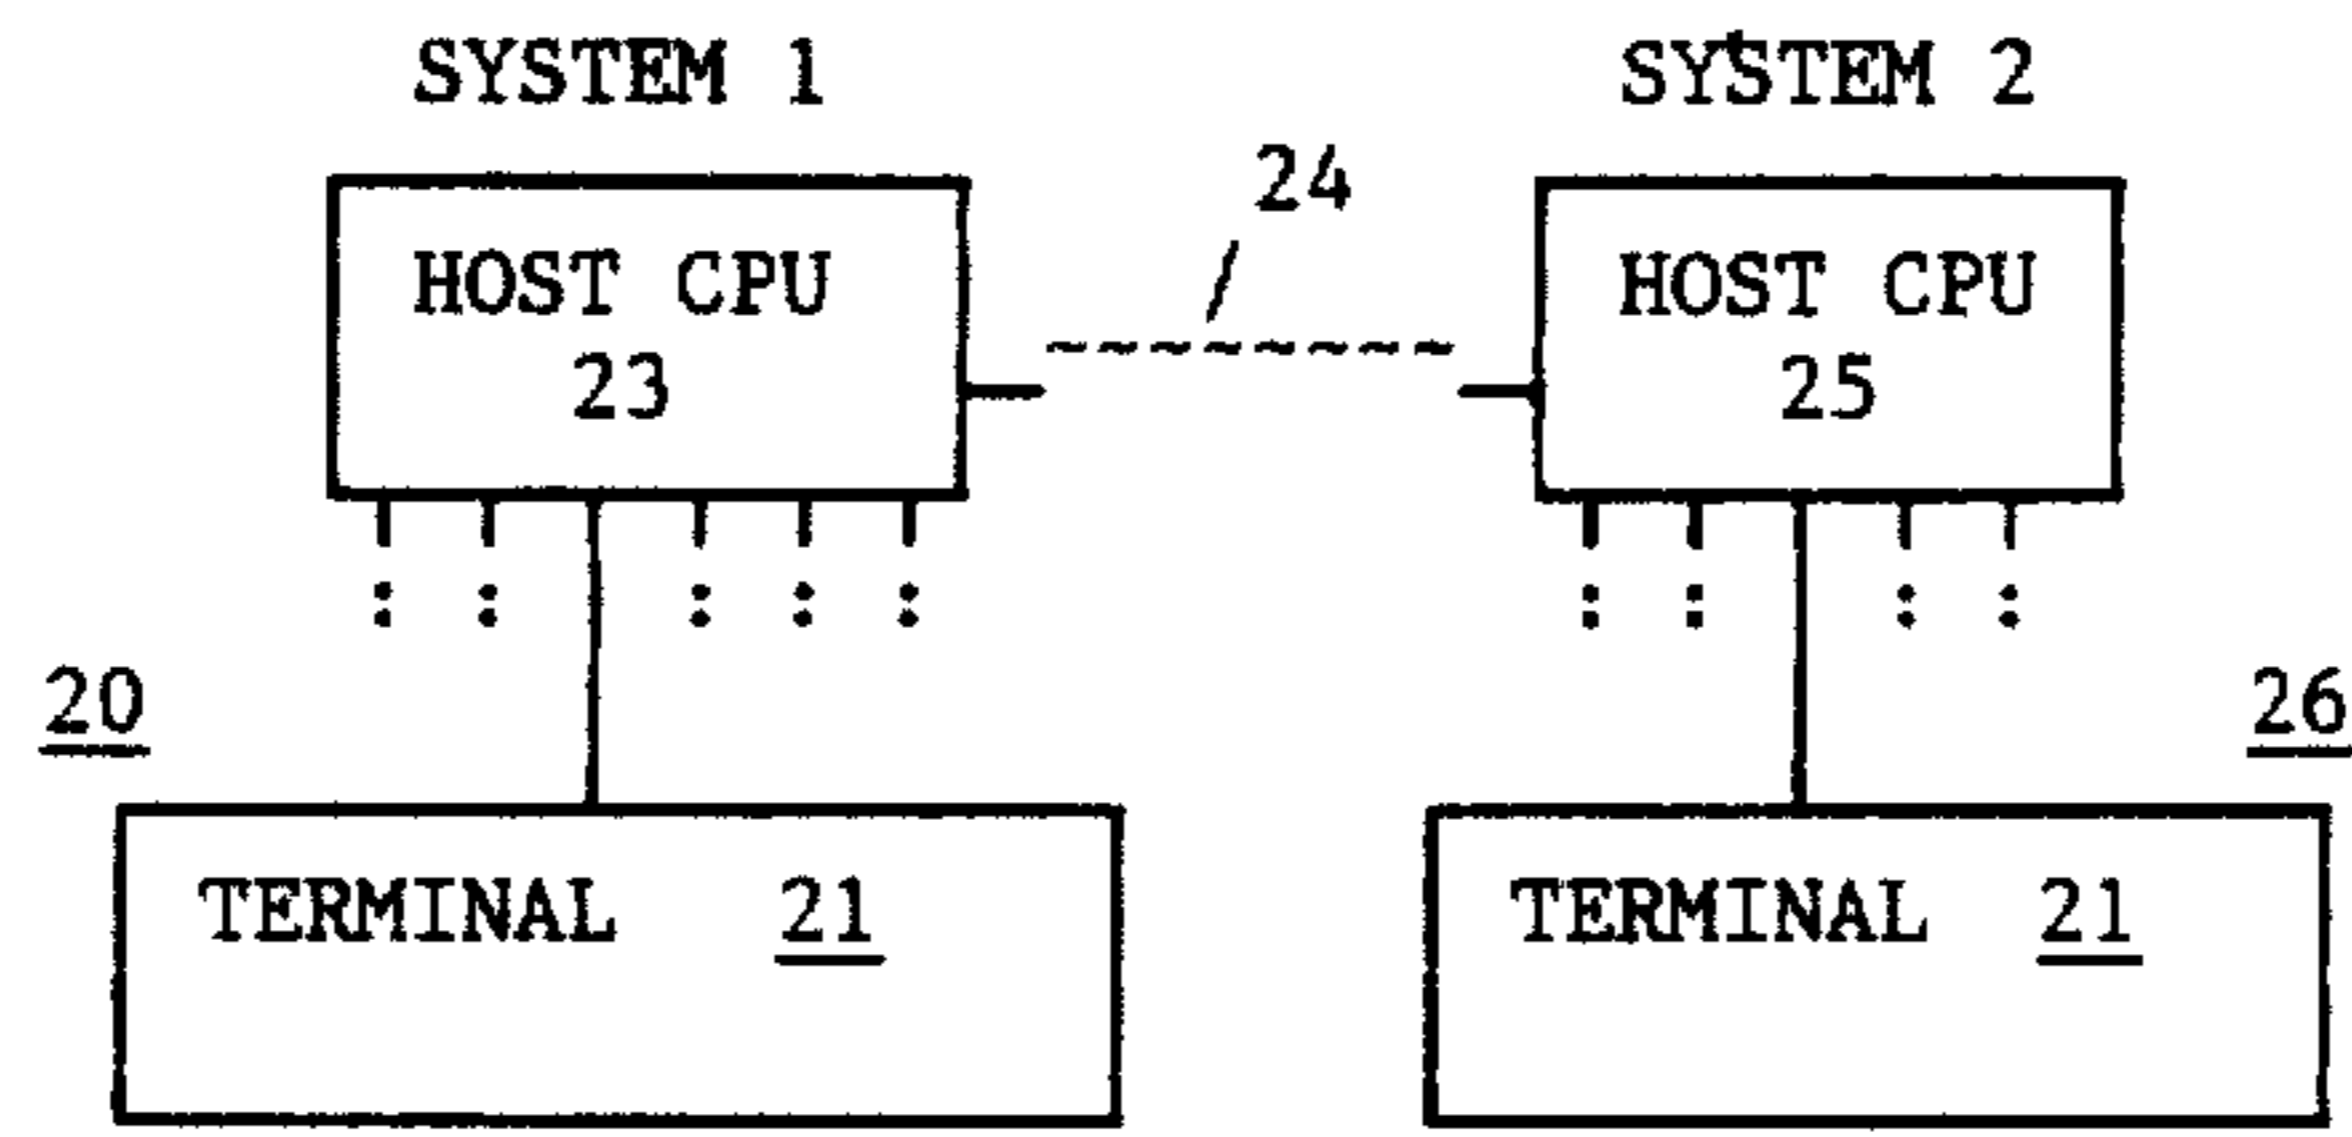 SYSTEM 1
SYSTEM 2
24
HOST CPU
23
HOST CPU
25
20
26
TERMINAL 21
TERMINAL 21